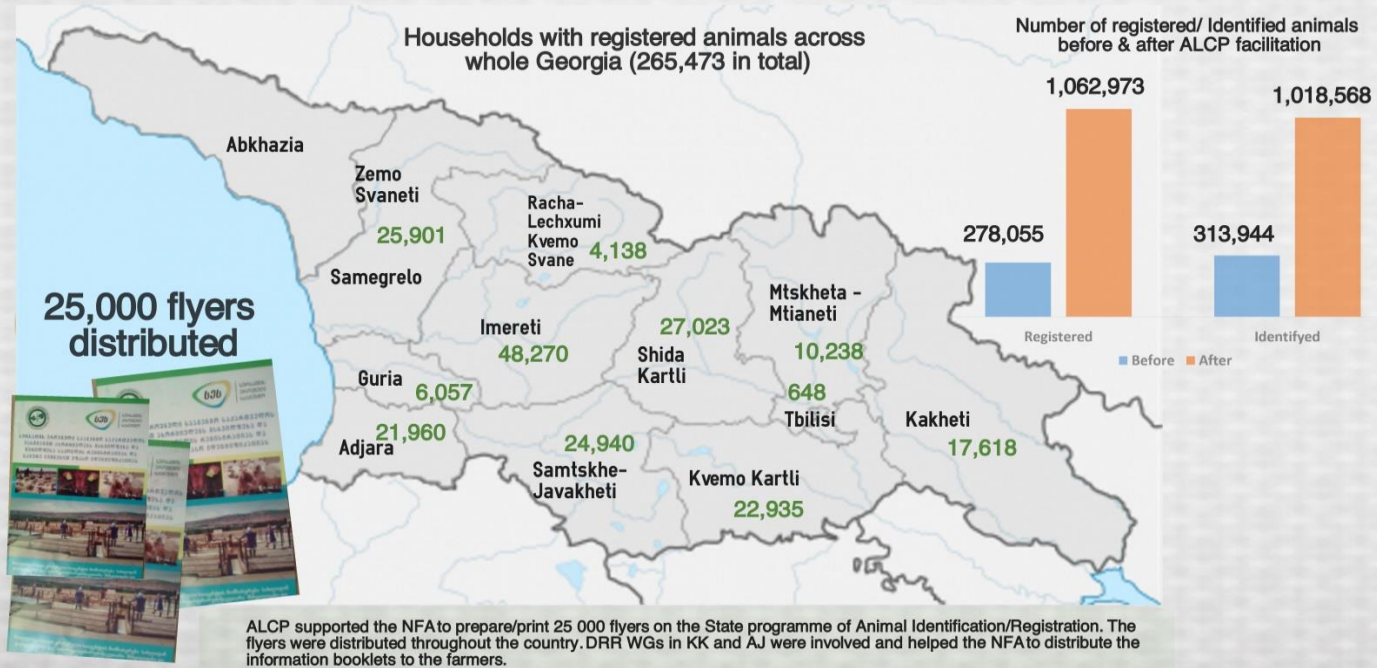 Households with registered animals across
whole Georgia (265,473 in total)
Number of registered/ Identified animals
before & after ALCP facilitation
1,062,973
1,018,568
278,055
313,944
Registered
Identifyed
Before
After
Abkhazia
Zemo
Svaneti
25,901
Samegrelo
Racha-
Lechxumi
Kvemo
Svane
4,138
Imereti
48,270
27,023
Shida
Kartli
Mtskheta -
Mtianeti
10,238
648
Tbilisi
Kakheti
17,618
Guria
6,057
21,960
Adjara
24,940
Samtskhe-
Javakheti
Kvemo Kartli
22,935
25,000 flyers
distributed
ALCP supported the NFA to prepare/print 25 000 flyers on the State programme of Animal Identification/Registration. The
flyers were distributed throughout the country. DRR WGs in KK and AJ were involved and helped the NFA to distribute the
information booklets to the farmers.